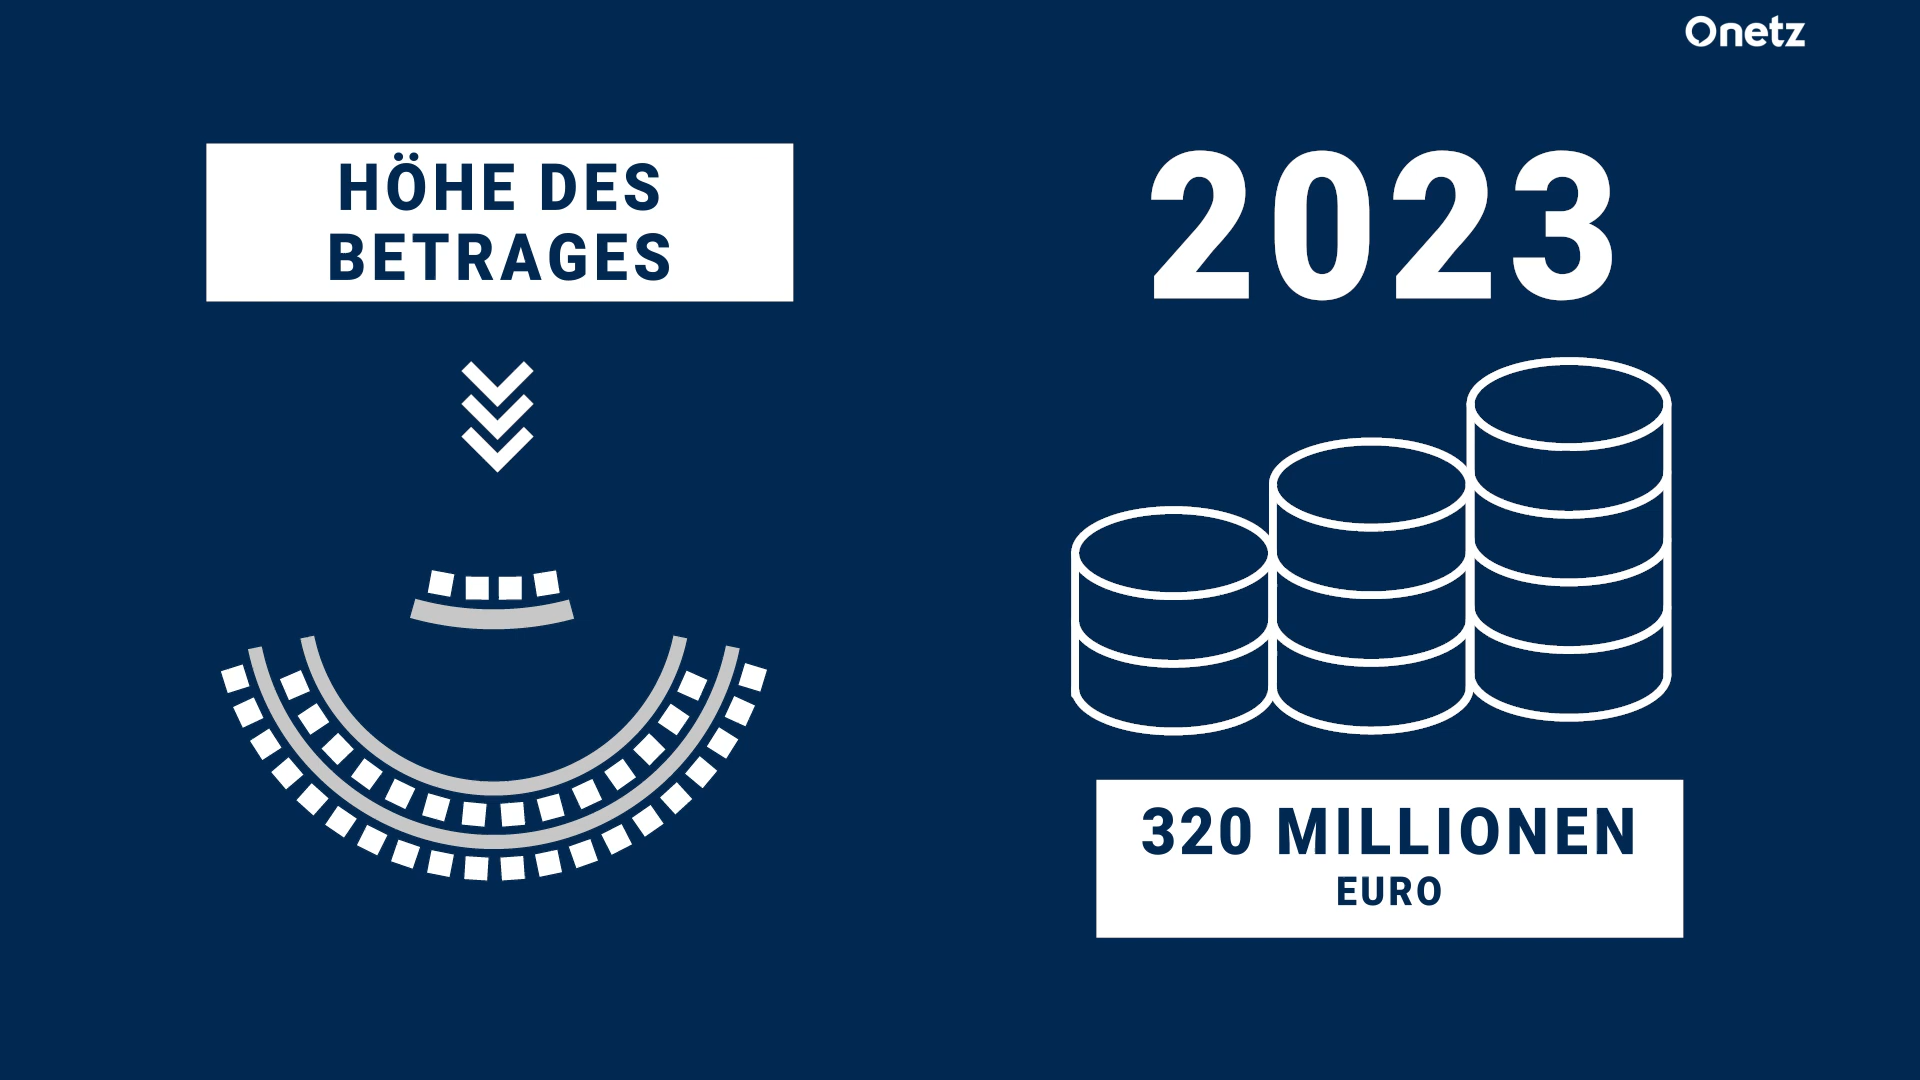 Onetz
HÖHE DES
BETRAGES
2023
320 MILLIONEN
EURO